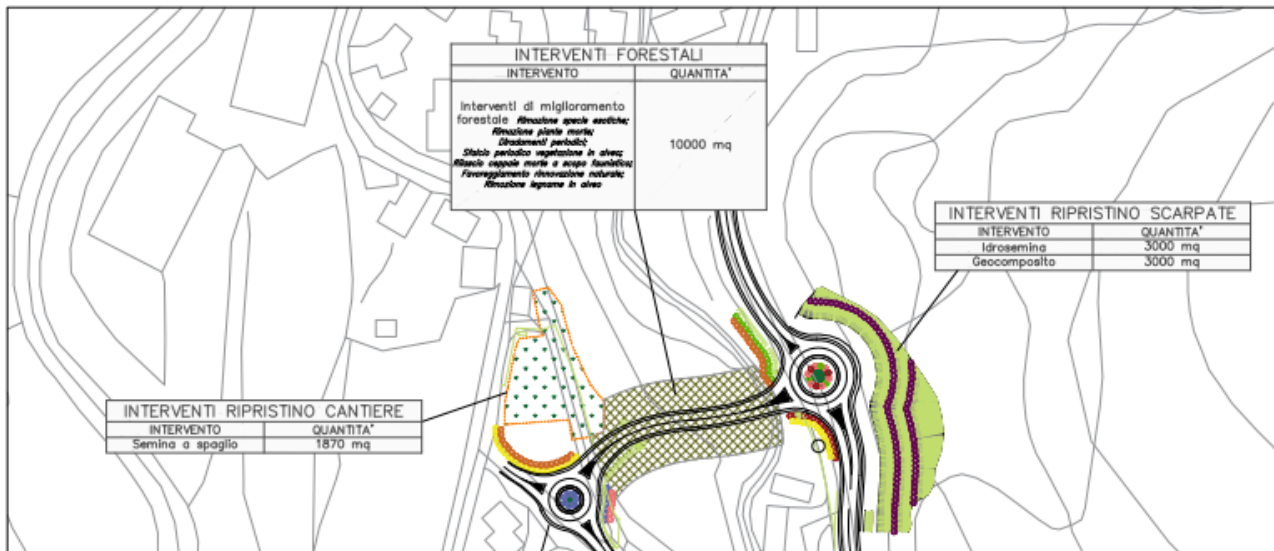 INTERVENTI FORESTALI
INTERVENTO QUANTITA'
Interventi di miglioramento
forestale Rimozione specie esotiche;
Rimozione piante morte;
Diradamenti periodici;
Sfalcio periodico vegetazione in alveo;
Rilascio ceppaie morte a scopo faunistico;
Favoreggiamento rinnovazione naturale;
Rimozione legname in alveo
10000 mq
INTERVENTI RIPRISTINO SCARPATE
INTERVENTO QUANTITA'
Idrosemina 3000 mq
Geocomposito 3000 mq
INTERVENTI RIPRISTINO CANTIERE
INTERVENTO QUANTITA'
Semina a spaglio 1870 mq